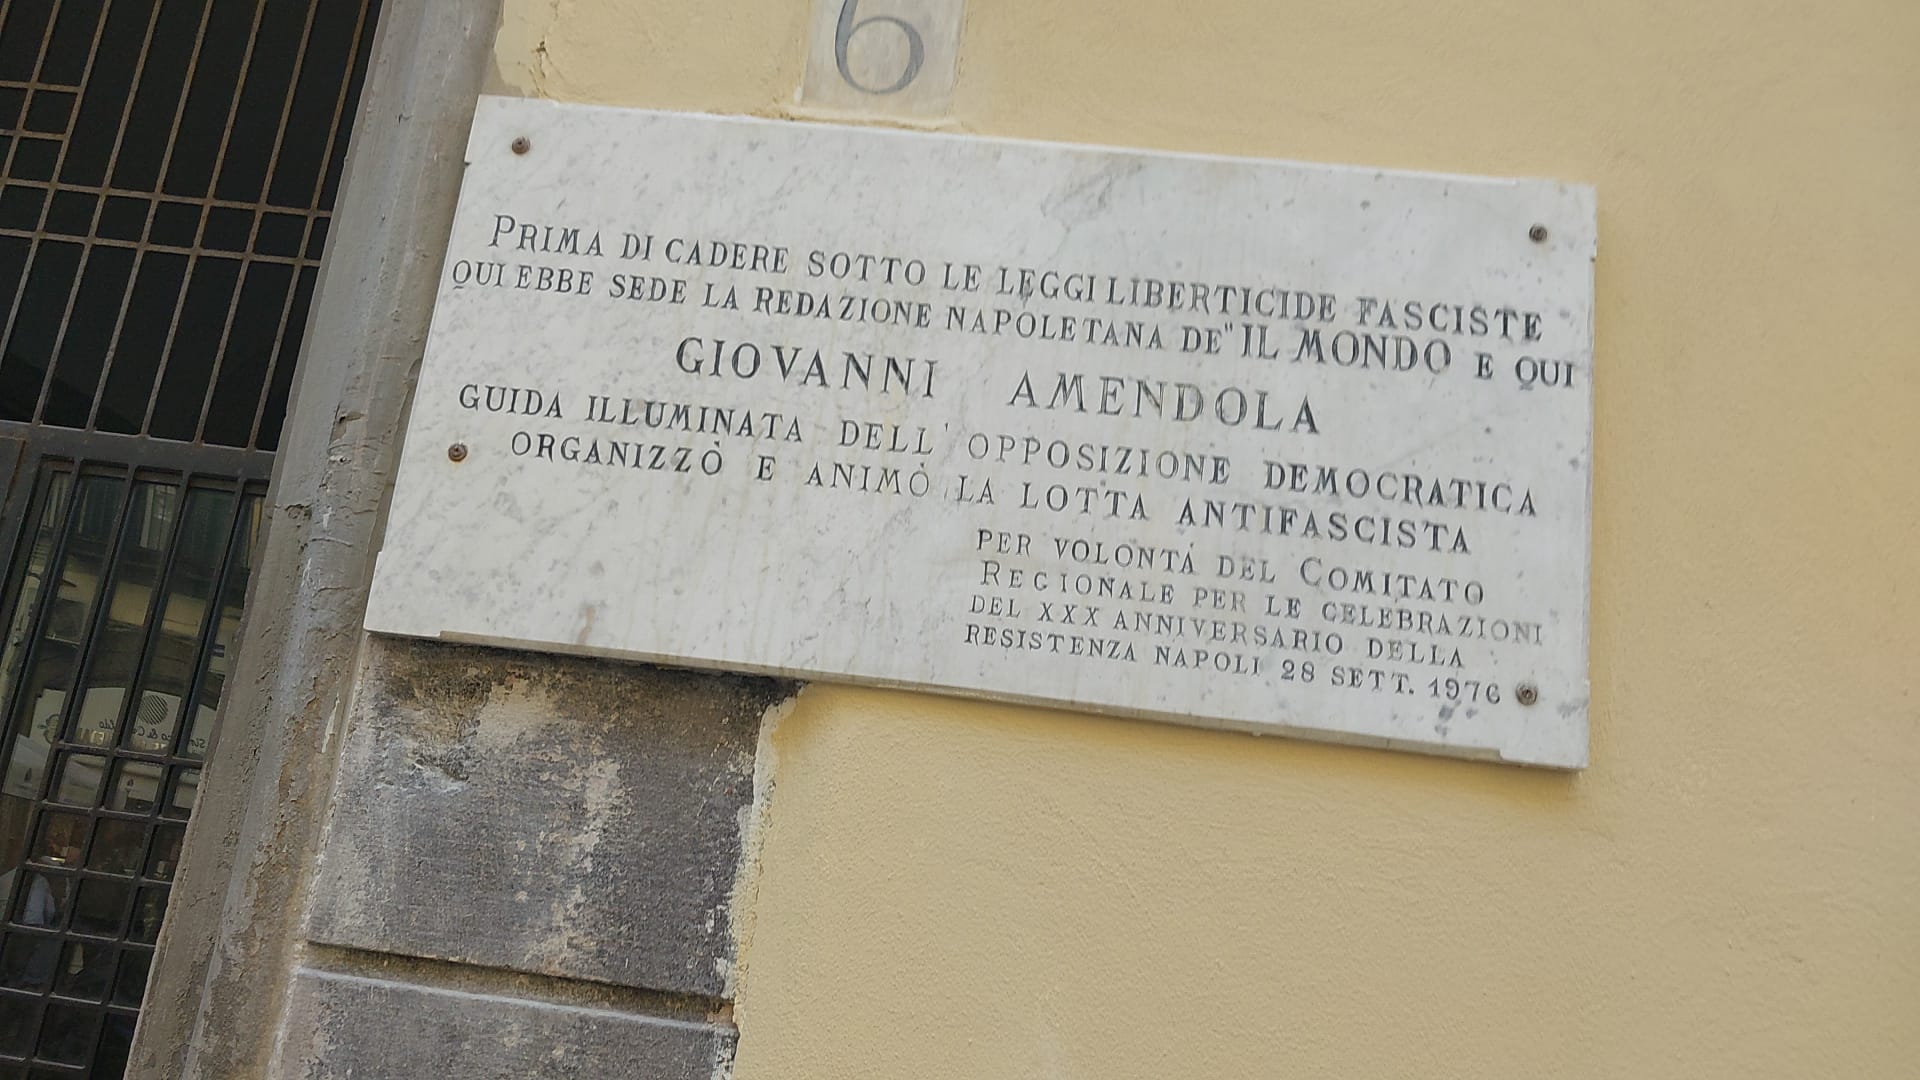 6
PRIMA DI CADERE SOTTO LE LEGGI LIBERTICIDE FASCISTE
QUI EBBE SEDE LA REDAZIONE NAPOLETANA DE" IL MONDO E QUI
GIOVANNI AMENDOLA
GUIDA ILLUMINATA DELL' OPPOSIZIONE DEMOCRATICA
ORGANIZZÒ E ANIMÒ LA LOTTA ANTIFASCISTA
PER VOLONTÁ DEL COMITATO
REGIONALE PER LE CELEBRAZIONI
DEL XXX ANNIVERSARIO DELLA
RESISTENZA NAPOLI 28 SETT. 1976